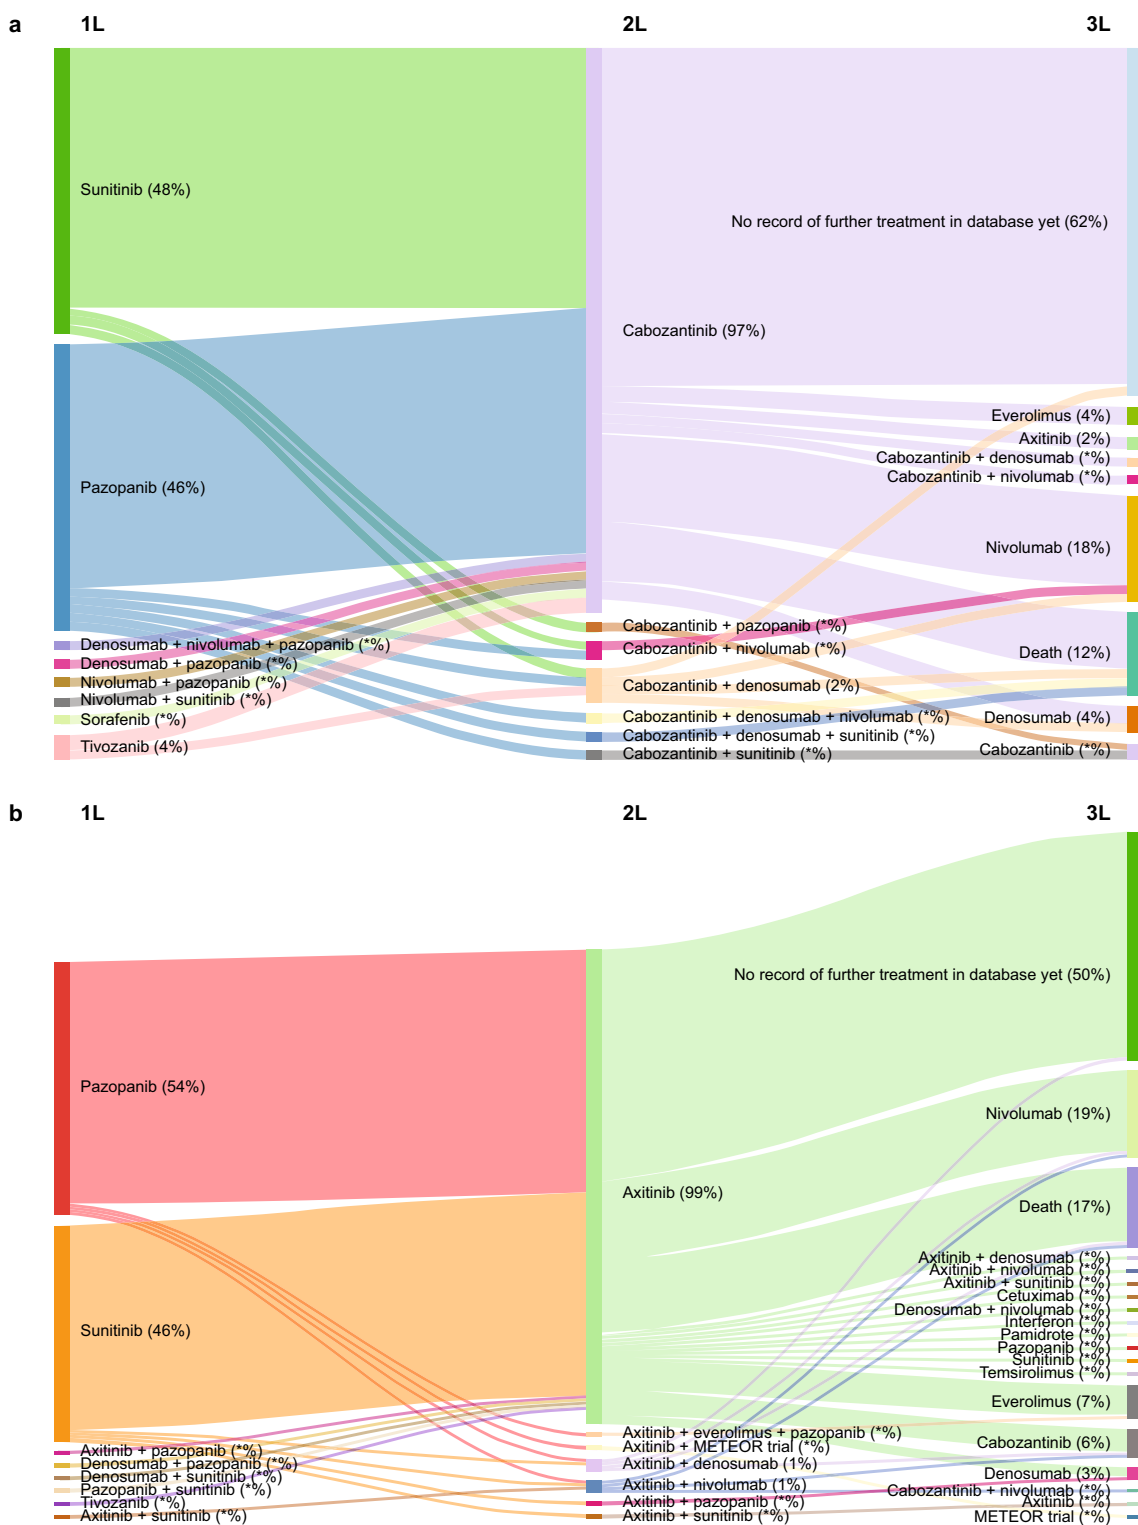 a
1L 2L 3L
Sunitinib (48%)
No record of further treatment in database yet (62%)
Cabozantinib (97%)
Everolimus (4%)
Axitinib (2%)
Cabozantinib + denosumab (*%)
Cabozantinib + nivolumab (*%)
Pazopanib (46%)
Nivolumab (18%)
Cabozantinib + pazopanib (*%)
Denosumab + nivolumab + pazopanib (*%)
Cabozantinib + nivolumab (*%)
Death (12%)
Denosumab + pazopanib (*%)
Nivolumab + pazopanib (*%)
Cabozantinib + denosumab (2%)
Nivolumab + sunitinib (*%)
Sorafenib (*%)
Cabozantinib + denosumab + nivolumab (*%)
Denosumab (4%)
Cabozantinib + denosumab + sunitinib (*%)
Tivozanib (4%)
Cabozantinib + sunitinib (*%)
Cabozantinib (*%)
b
1L 2L 3L
No record of further treatment in database yet (50%)
Pazopanib (54%)
Nivolumab (19%)
Axitinib (99%)
Death (17%)
Axitinib + denosumab (*%)
Axitinib + nivolumab (*%)
Axitinib + sunitinib (*%)
Cetuximab (*%)
Denosumab + nivolumab (*%)
Interferon (*%)
Sunitinib (46%)
Pamidrote (*%)
Pazopanib (*%)
Sunitinib (*%)
Temsirolimus (*%)
Everolimus (7%)
Axitinib + everolimus + pazopanib (*%)
Cabozantinib (6%)
Axitinib + METEOR trial (*%)
Axitinib + pazopanib (*%)
Denosumab + pazopanib (*%)
Axitinib + denosumab (1%)
Denosumab (3%)
Denosumab + sunitinib (*%)
Axitinib + nivolumab (1%)
Pazopanib + sunitinib (*%)
Cabozantinib + nivolumab (*%)
Tivozanib (*%)
Axitinib + pazopanib (*%)
Axitinib (*%)
Axitinib + sunitinib (*%)
Axitinib + sunitinib (*%)
METEOR trial (*%)